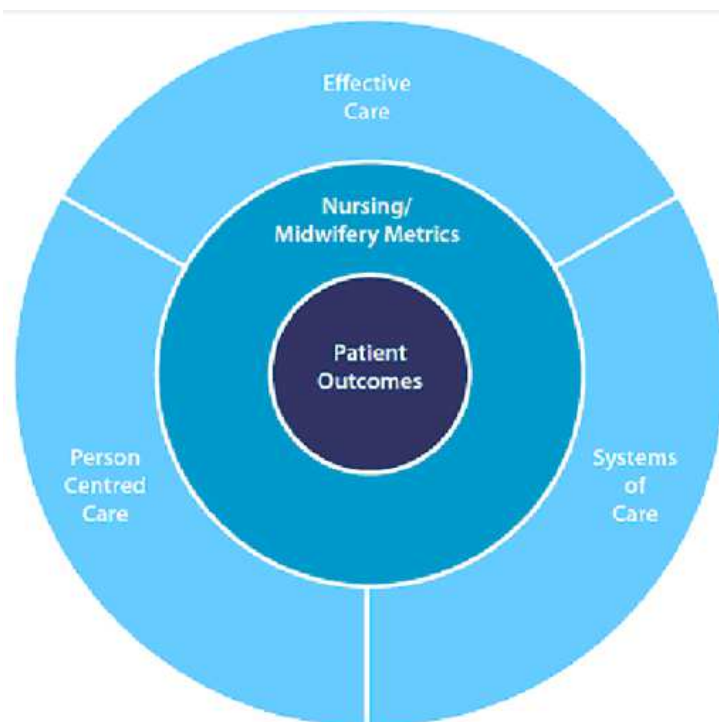 Effective
Care
Nursing/
Midwifery Metrics
Patient
Outcomes
Person
Centred
Care
Systems
of
Care